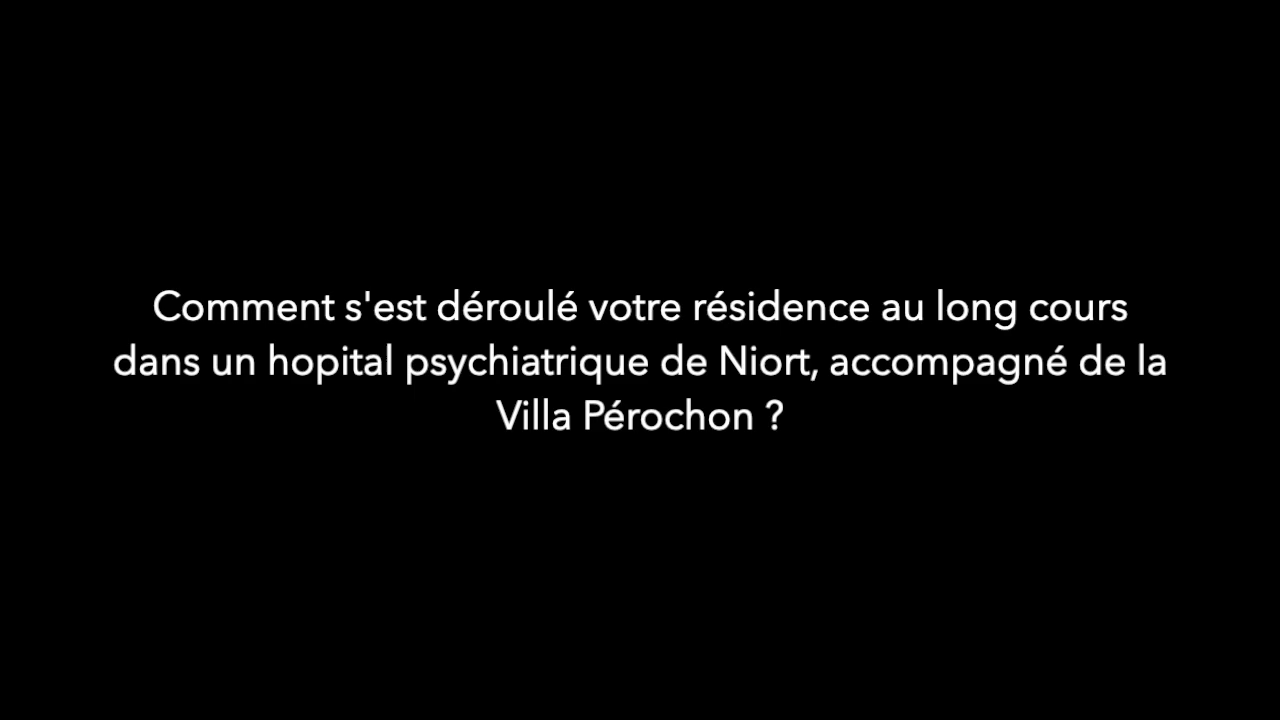 Comment s'est déroulé votre résidence au long cours
dans un hopital psychiatrique de Niort, accompagné de la
Villa Pérochon ?